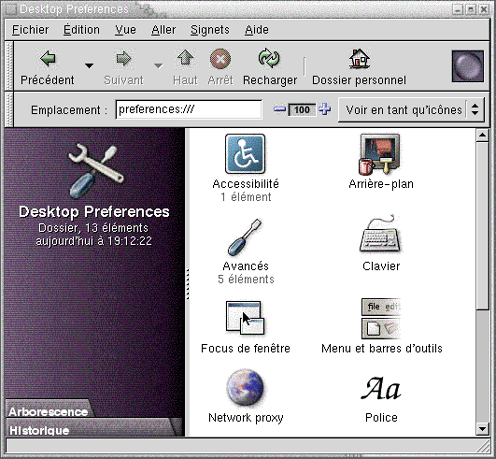 Desktop Preferences
Fichier Édition Vue Aller Signets Aide
Précédent Suivant Haut Arrêt Recharger Dossier personnel
Emplacement : preferences:/// 100 Voir en tant qu'icônes
Desktop Preferences
Dossier, 13 éléments
aujourd'hui à 19:12:22
Accessibilité
1 élément
Arrière-plan
Avancés
5 éléments
Clavier
Focus de fenêtre
file edit
Menu et barres d'outils
Network proxy
Aa
Police
Arborescence
Historique